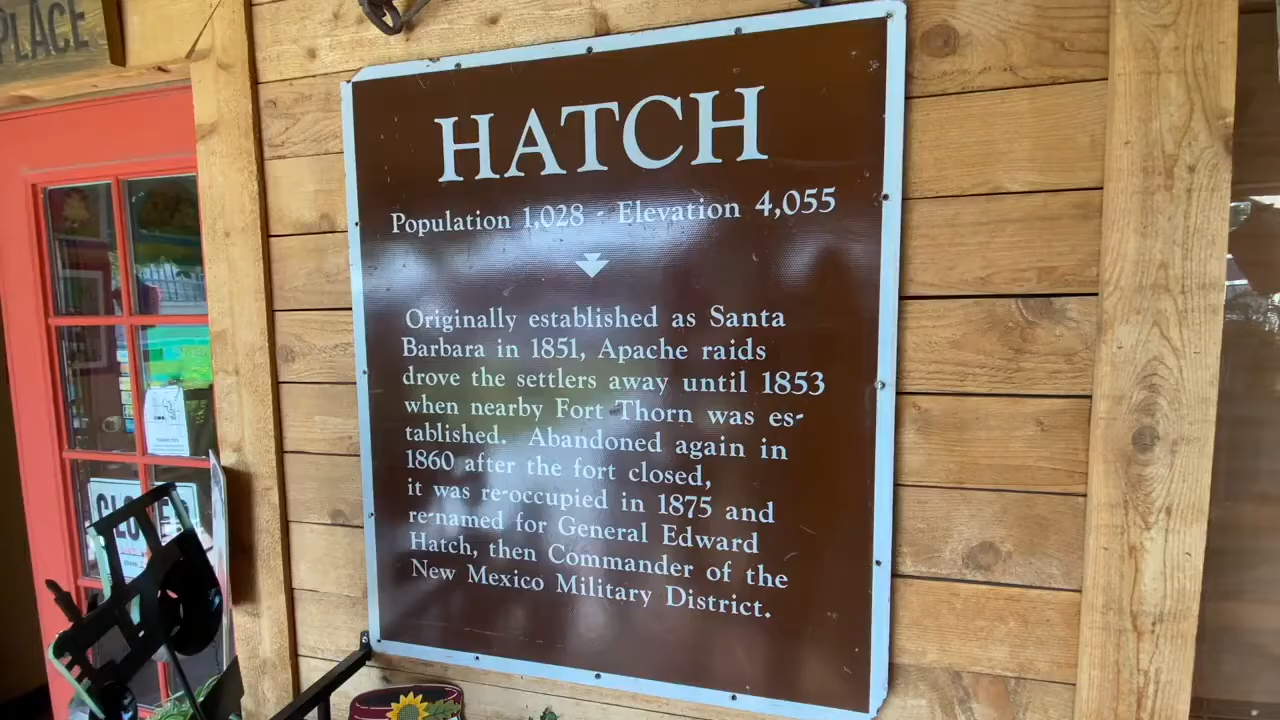 PLACE
HATCH
Population 1,028 - Elevation 4,055
Originally established as Santa
Barbara in 1851, Apache raids
drove the settlers away until 1853
when nearby Fort Thorn was es-
tablished. Abandoned again in
1860 after the fort closed,
it was re-occupied in 1875 and
re-named for General Edward
Hatch, then Commander of the
New Mexico Military District.